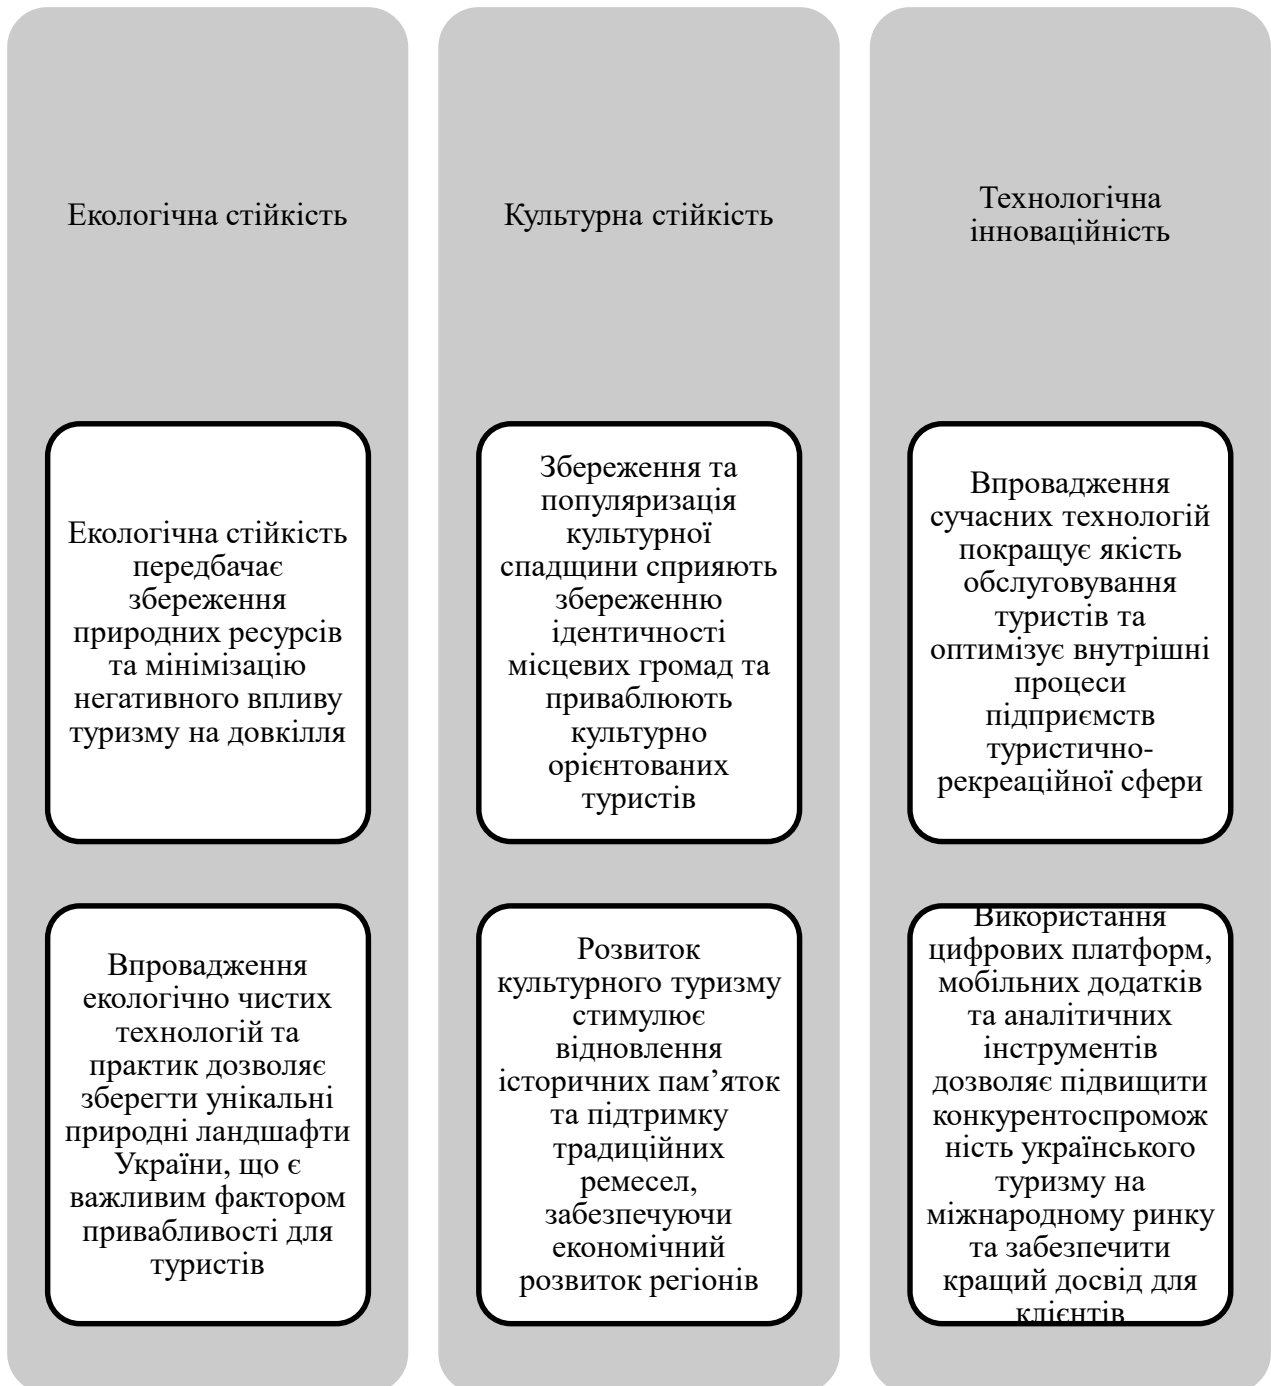 Екологічна стійкість
Екологічна стійкість
передбачає
збереження
природних ресурсів
та мінімізацію
негативного впливу
туризму на довкілля
Впровадження
екологічно чистих
технологій та
практик дозволяє
зберегти унікальні
природні ландшафти
України, що є
важливим фактором
привабливості для
туристів
Культурна стійкість
Збереження та
популяризація
культурної
спадщини сприяють
збереженню
ідентичності
місцевих громад та
приваблюють
культурно
орієнтованих
туристів
Розвиток
культурного туризму
стимулює
відновлення
історичних пам’яток
та підтримку
традиційних
ремесел,
забезпечуючи
економічний
розвиток регіонів
Технологічна
інноваційність
Впровадження
сучасних технологій
покращує якість
обслуговування
туристів та
оптимізує внутрішні
процеси
підприємств
туристично-
рекреаційної сфери
Використання
цифрових платформ,
мобільних додатків
та аналітичних
інструментів
дозволяє підвищити
конкурентоспромож
ність українського
туризму на
міжнародному ринку
та забезпечити
кращий досвід для
клієнтів